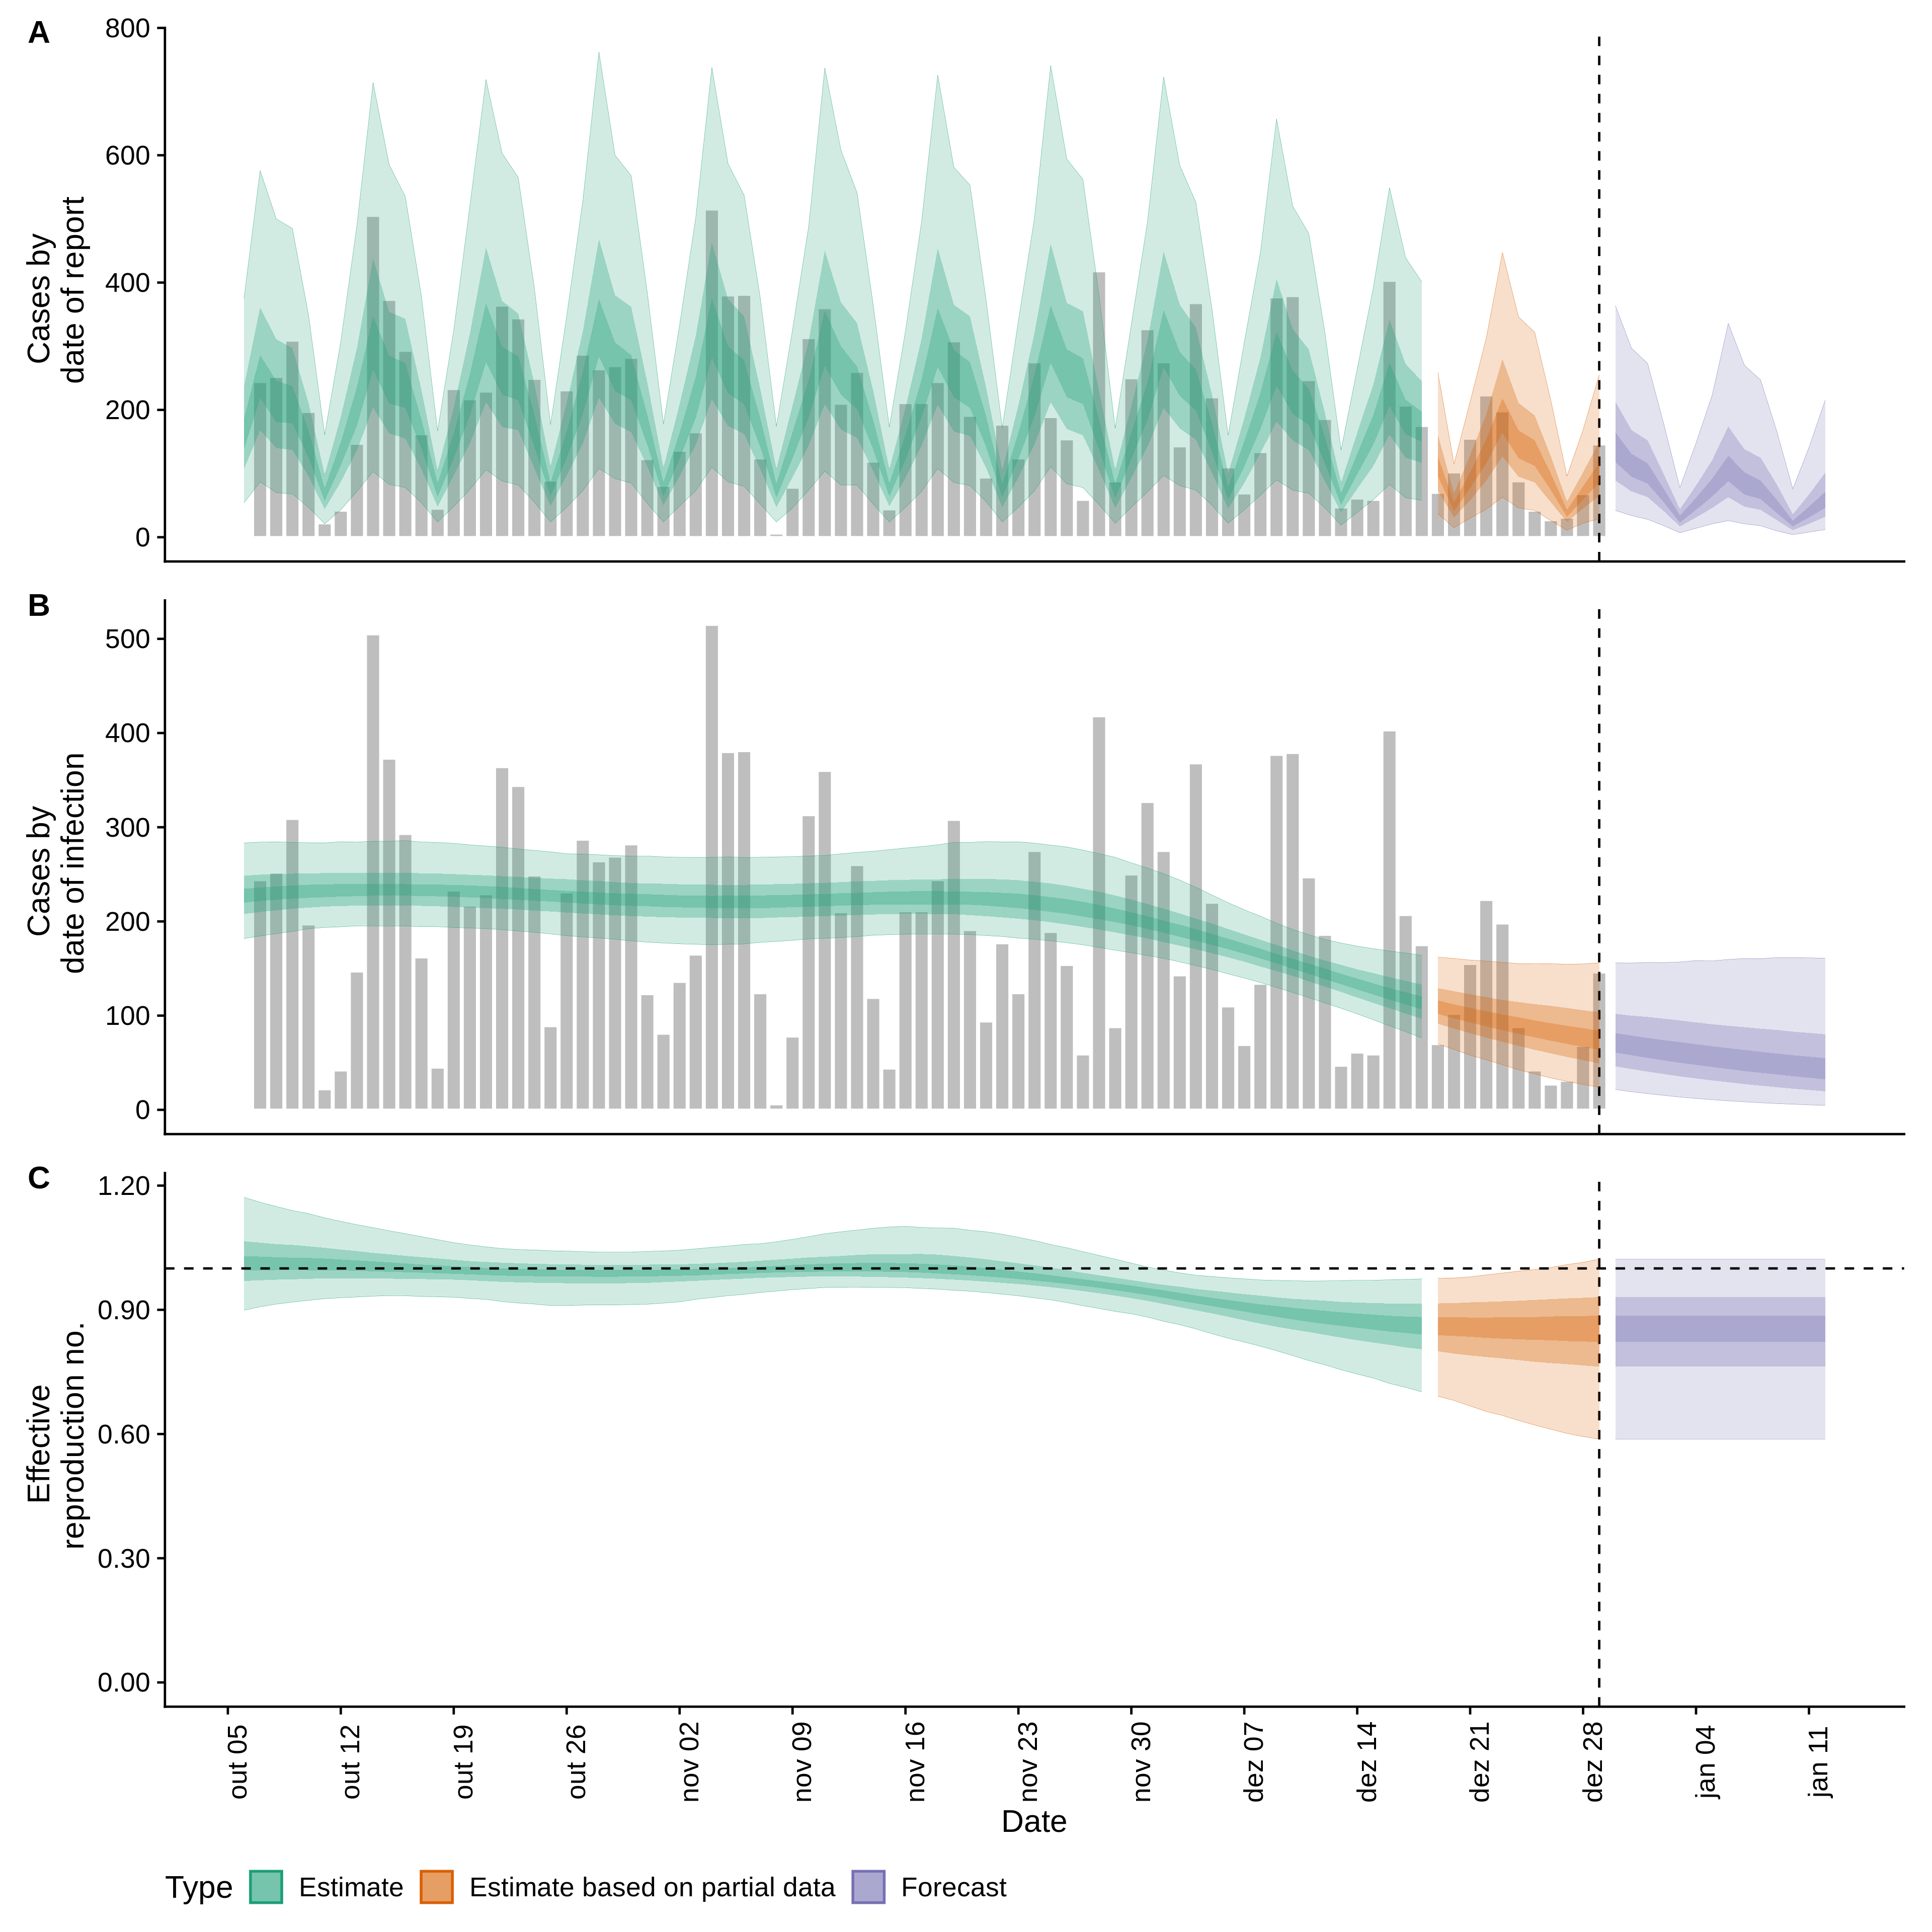 A
800
600
400
200
0
Cases by
date of report
B
500
400
300
200
100
0
Cases by
date of infection
C
1.20
0.90
0.60
0.30
0.00
Effective
reproduction no.
out 05
out 12
out 19
out 26
nov 02
nov 09
nov 16
nov 23
nov 30
dez 07
dez 14
dez 21
dez 28
jan 04
jan 11
Date
Type Estimate Estimate based on partial data Forecast